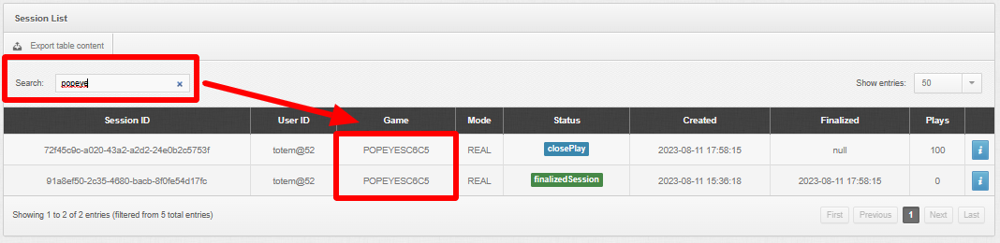 Session List
Export table content
Search: popeye × Show entries: 50
Session ID User ID Game Mode Status Created Finalized Plays
72f45c9c-a020-43a2-a2d2-24e0b2c5753f totem@52 POPEYESC6C5 REAL closePlay 2023-08-11 17:58:15 null 100 i
91a8ef50-2c35-4680-bacb-8f0fe54d17fc totem@52 POPEYESC6C5 REAL finalizedSession 2023-08-11 15:36:18 2023-08-11 17:58:15 0 i
Showing 1 to 2 of 2 entries (filtered from 5 total entries) First Previous 1 Next Last